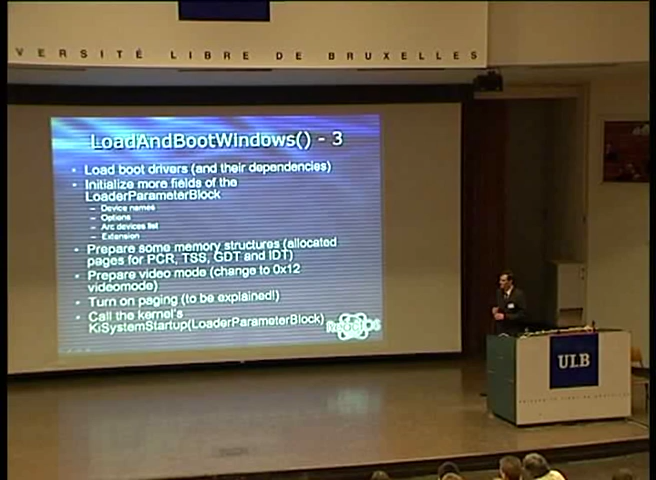 VERSITÉ LIBRE DE BRUXELLES
LoadAndBootWindows() - 3
• Load boot drivers (and their dependencies)
• Initialize more fields of the
LoaderParameterBlock
– Device names
– Options
– Arc devices list
– Extension
• Prepare some memory structures (allocated
pages for PCR, TSS, GDT and IDT)
• Prepare video mode (change to 0x12
videomode)
• Turn on paging (to be explained!)
• Call the kernel's
KiSystemStartup(LoaderParameterBlock)
ReactOS
ULB